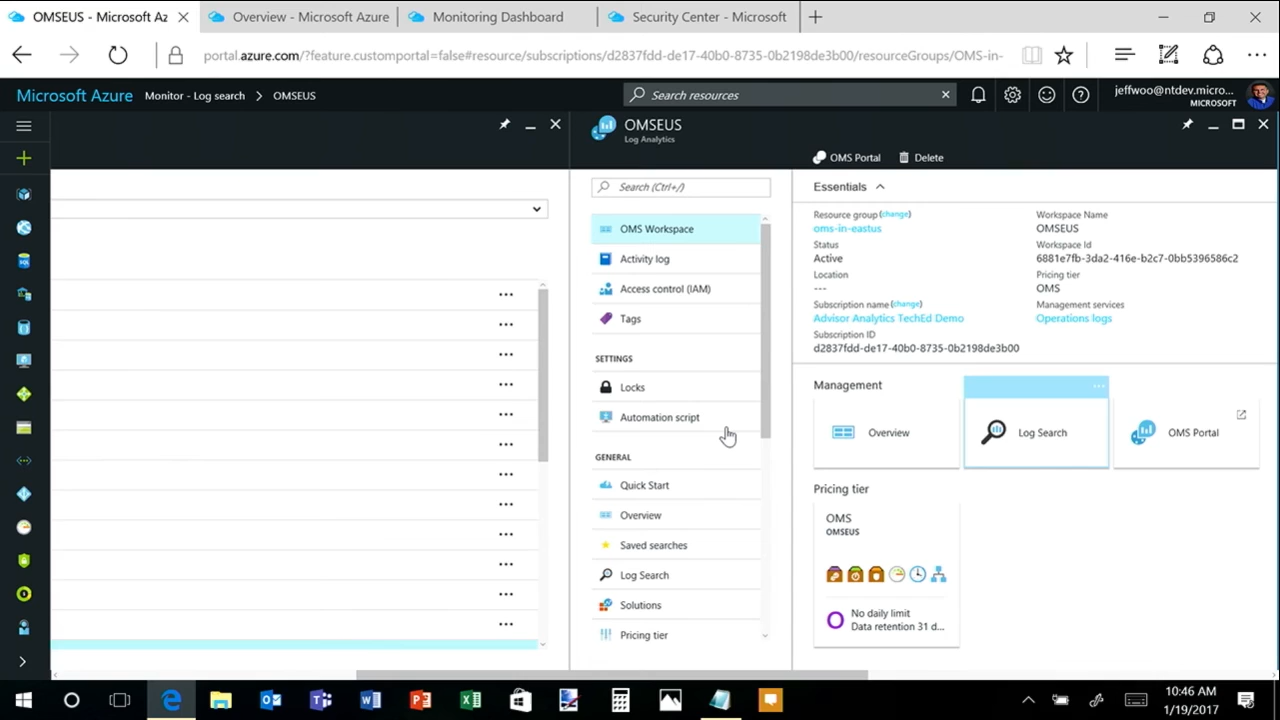 OMSEUS - Microsoft Az
Overview - Microsoft Azure
Monitoring Dashboard
Security Center - Microsoft
portal.azure.com/?feature.customportal=false#resource/subscriptions/d2837fdd-de17-40b0-8735-0b2198de3b00/resourceGroups/OMS-in-
Microsoft Azure
Monitor - Log search > OMSEUS
Search resources
jeffwoo@ntdev.micro...
MICROSOFT
OMSEUS
Log Analytics
OMS Portal
Delete
Search (Ctrl+/)
OMS Workspace
Activity log
Access control (IAM)
Tags
SETTINGS
Locks
Automation script
GENERAL
Quick Start
Overview
Saved searches
Log Search
Solutions
Pricing tier
Essentials
Resource group (change)
oms-in-eastus
Status
Active
Location
---
Subscription name (change)
Advisor Analytics TechEd Demo
Subscription ID
d2837fdd-de17-40b0-8735-0b2198de3b00
Workspace Name
OMSEUS
Workspace Id
6881e7fb-3da2-416e-b2c7-0bb5396586c2
Pricing tier
OMS
Management services
Operations logs
Management
Overview
Log Search
OMS Portal
Pricing tier
OMS
OMSEUS
No daily limit
Data retention 31 d...
10:46 AM
1/19/2017